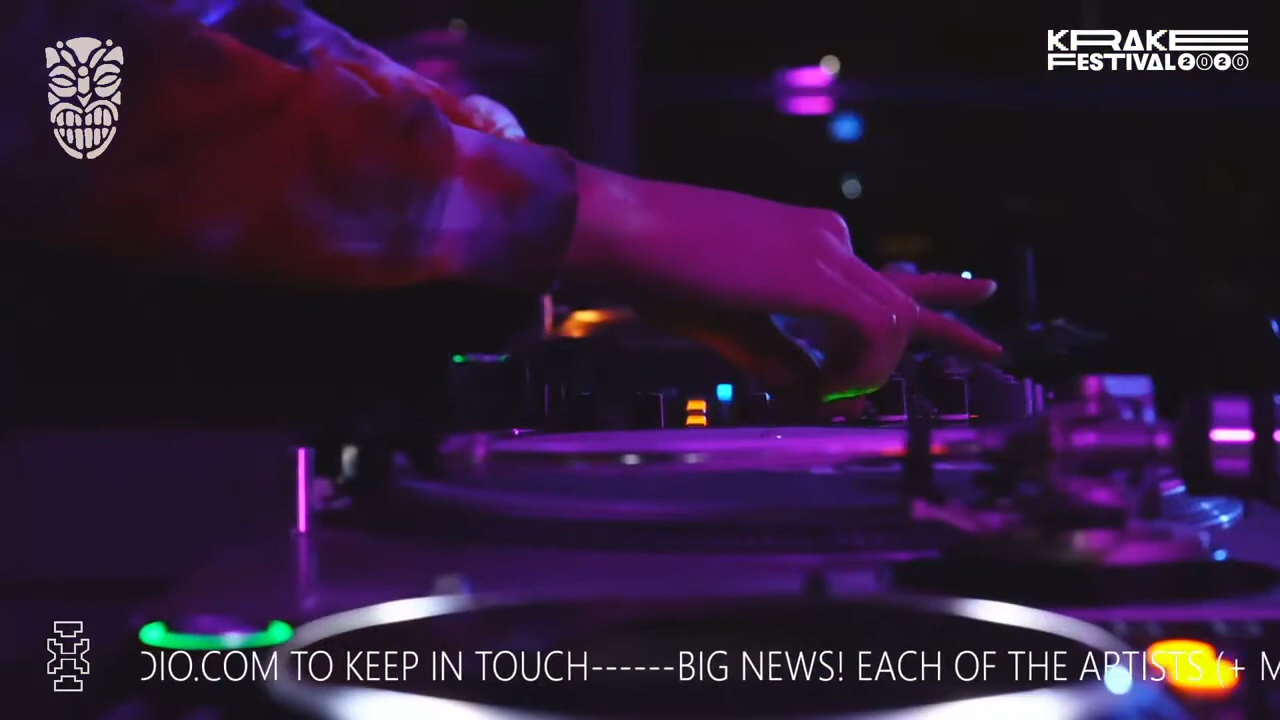 KRAKE
FESTIVAL2020
DIO.COM TO KEEP IN TOUCH------BIG NEWS! EACH OF THE ARTISTS (+ M